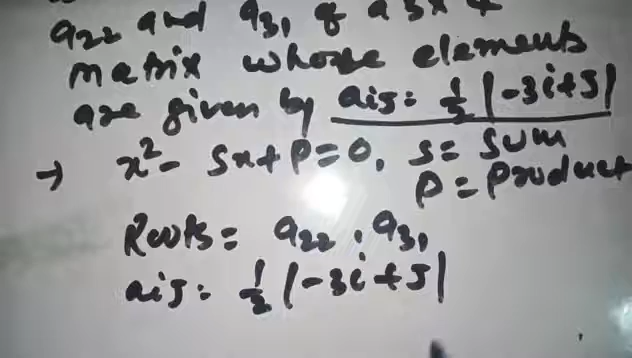 a22 and a31 of a 3x4
matrix whose elements
are given by aij = 1/2 |-3i+j|
→ x² - Sx + P = 0, S = Sum
P = Product
Roots = a22, a31
aij = 1/2 |-3i+j|